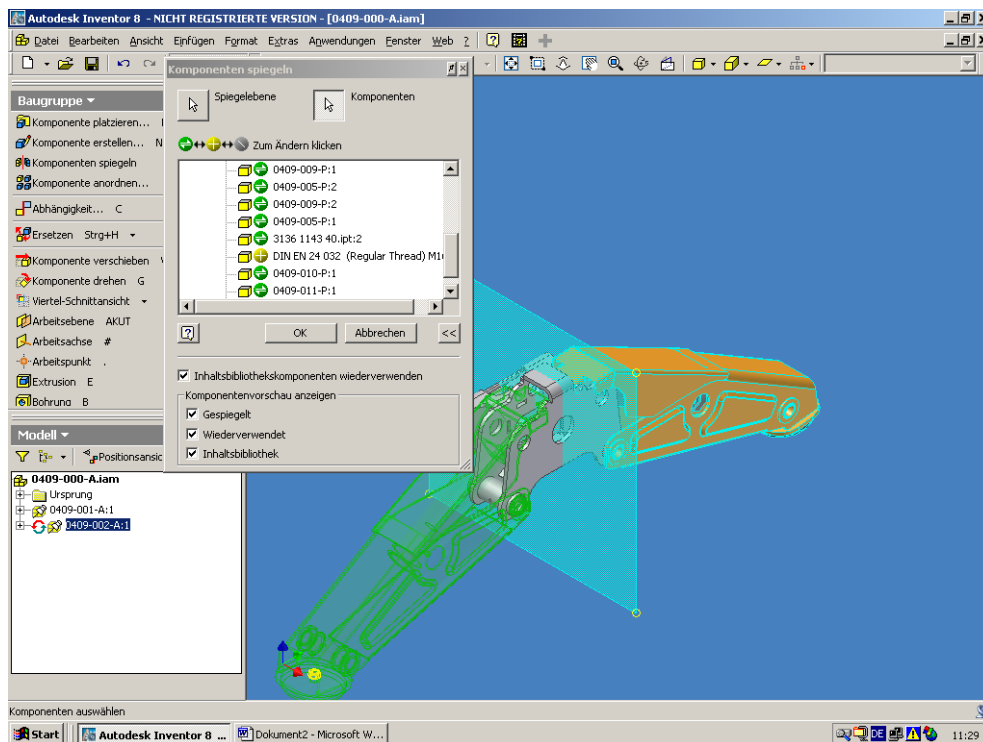 Autodesk Inventor 8 - NICHT REGISTRIERTE VERSION - [0409-000-A.iam]
Datei Bearbeiten Ansicht Einfügen Format Extras Anwendungen Fenster Web ?
Komponenten spiegeln
Spiegelebene Komponenten
Zum Ändern klicken
0409-009-P:1
0409-005-P:2
0409-009-P:2
0409-005-P:1
3136 1143 40.ipt:2
DIN EN 24 032 (Regular Thread)
0409-010-P:1
0409-011-P:1
OK Abbrechen <<
Inhaltsbibliothekskomponenten wiederverwenden
Komponentenvorschau anzeigen
Gespiegelt
Wiederverwendet
Inhaltsbibliothek
Baugruppe
Komponente platzieren...
Komponente erstellen... N
Komponenten spiegeln
Komponente anordnen...
Abhängigkeit... C
Ersetzen Strg+H
Komponente verschieben
Komponente drehen G
Viertel-Schnittansicht
Arbeitsebene AKUT
Arbeitsachse #
Arbeitspunkt .
Extrusion E
Bohrung B
Modell
Positionsansic
0409-000-A.iam
Ursprung
0409-001-A:1
0409-002-A:1
Komponenten auswählen
Start Autodesk Inventor 8 ... Dokument2 - Microsoft W... DE 11:29